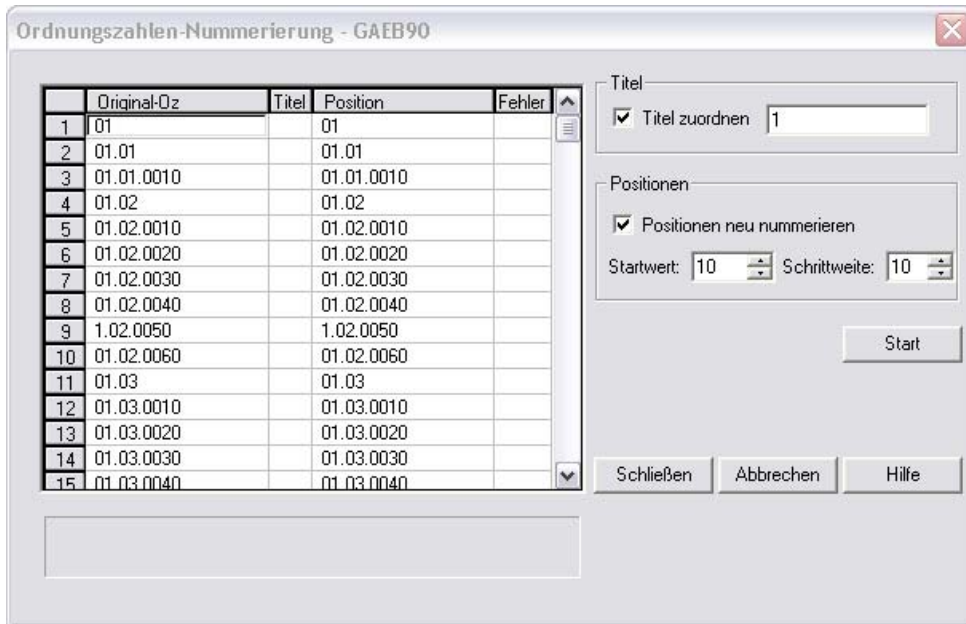 Ordnungszahlen-Nummerierung - GAEB90
Original-Oz Titel Position Fehler
1 01 01
2 01.01 01.01
3 01.01.0010 01.01.0010
4 01.02 01.02
5 01.02.0010 01.02.0010
6 01.02.0020 01.02.0020
7 01.02.0030 01.02.0030
8 01.02.0040 01.02.0040
9 1.02.0050 1.02.0050
10 01.02.0060 01.02.0060
11 01.03 01.03
12 01.03.0010 01.03.0010
13 01.03.0020 01.03.0020
14 01.03.0030 01.03.0030
15 01.03.0040 01.03.0040
Titel
Titel zuordnen 1
Positionen
Positionen neu nummerieren
Startwert: 10 Schrittweite: 10
Start
Schließen Abbrechen Hilfe